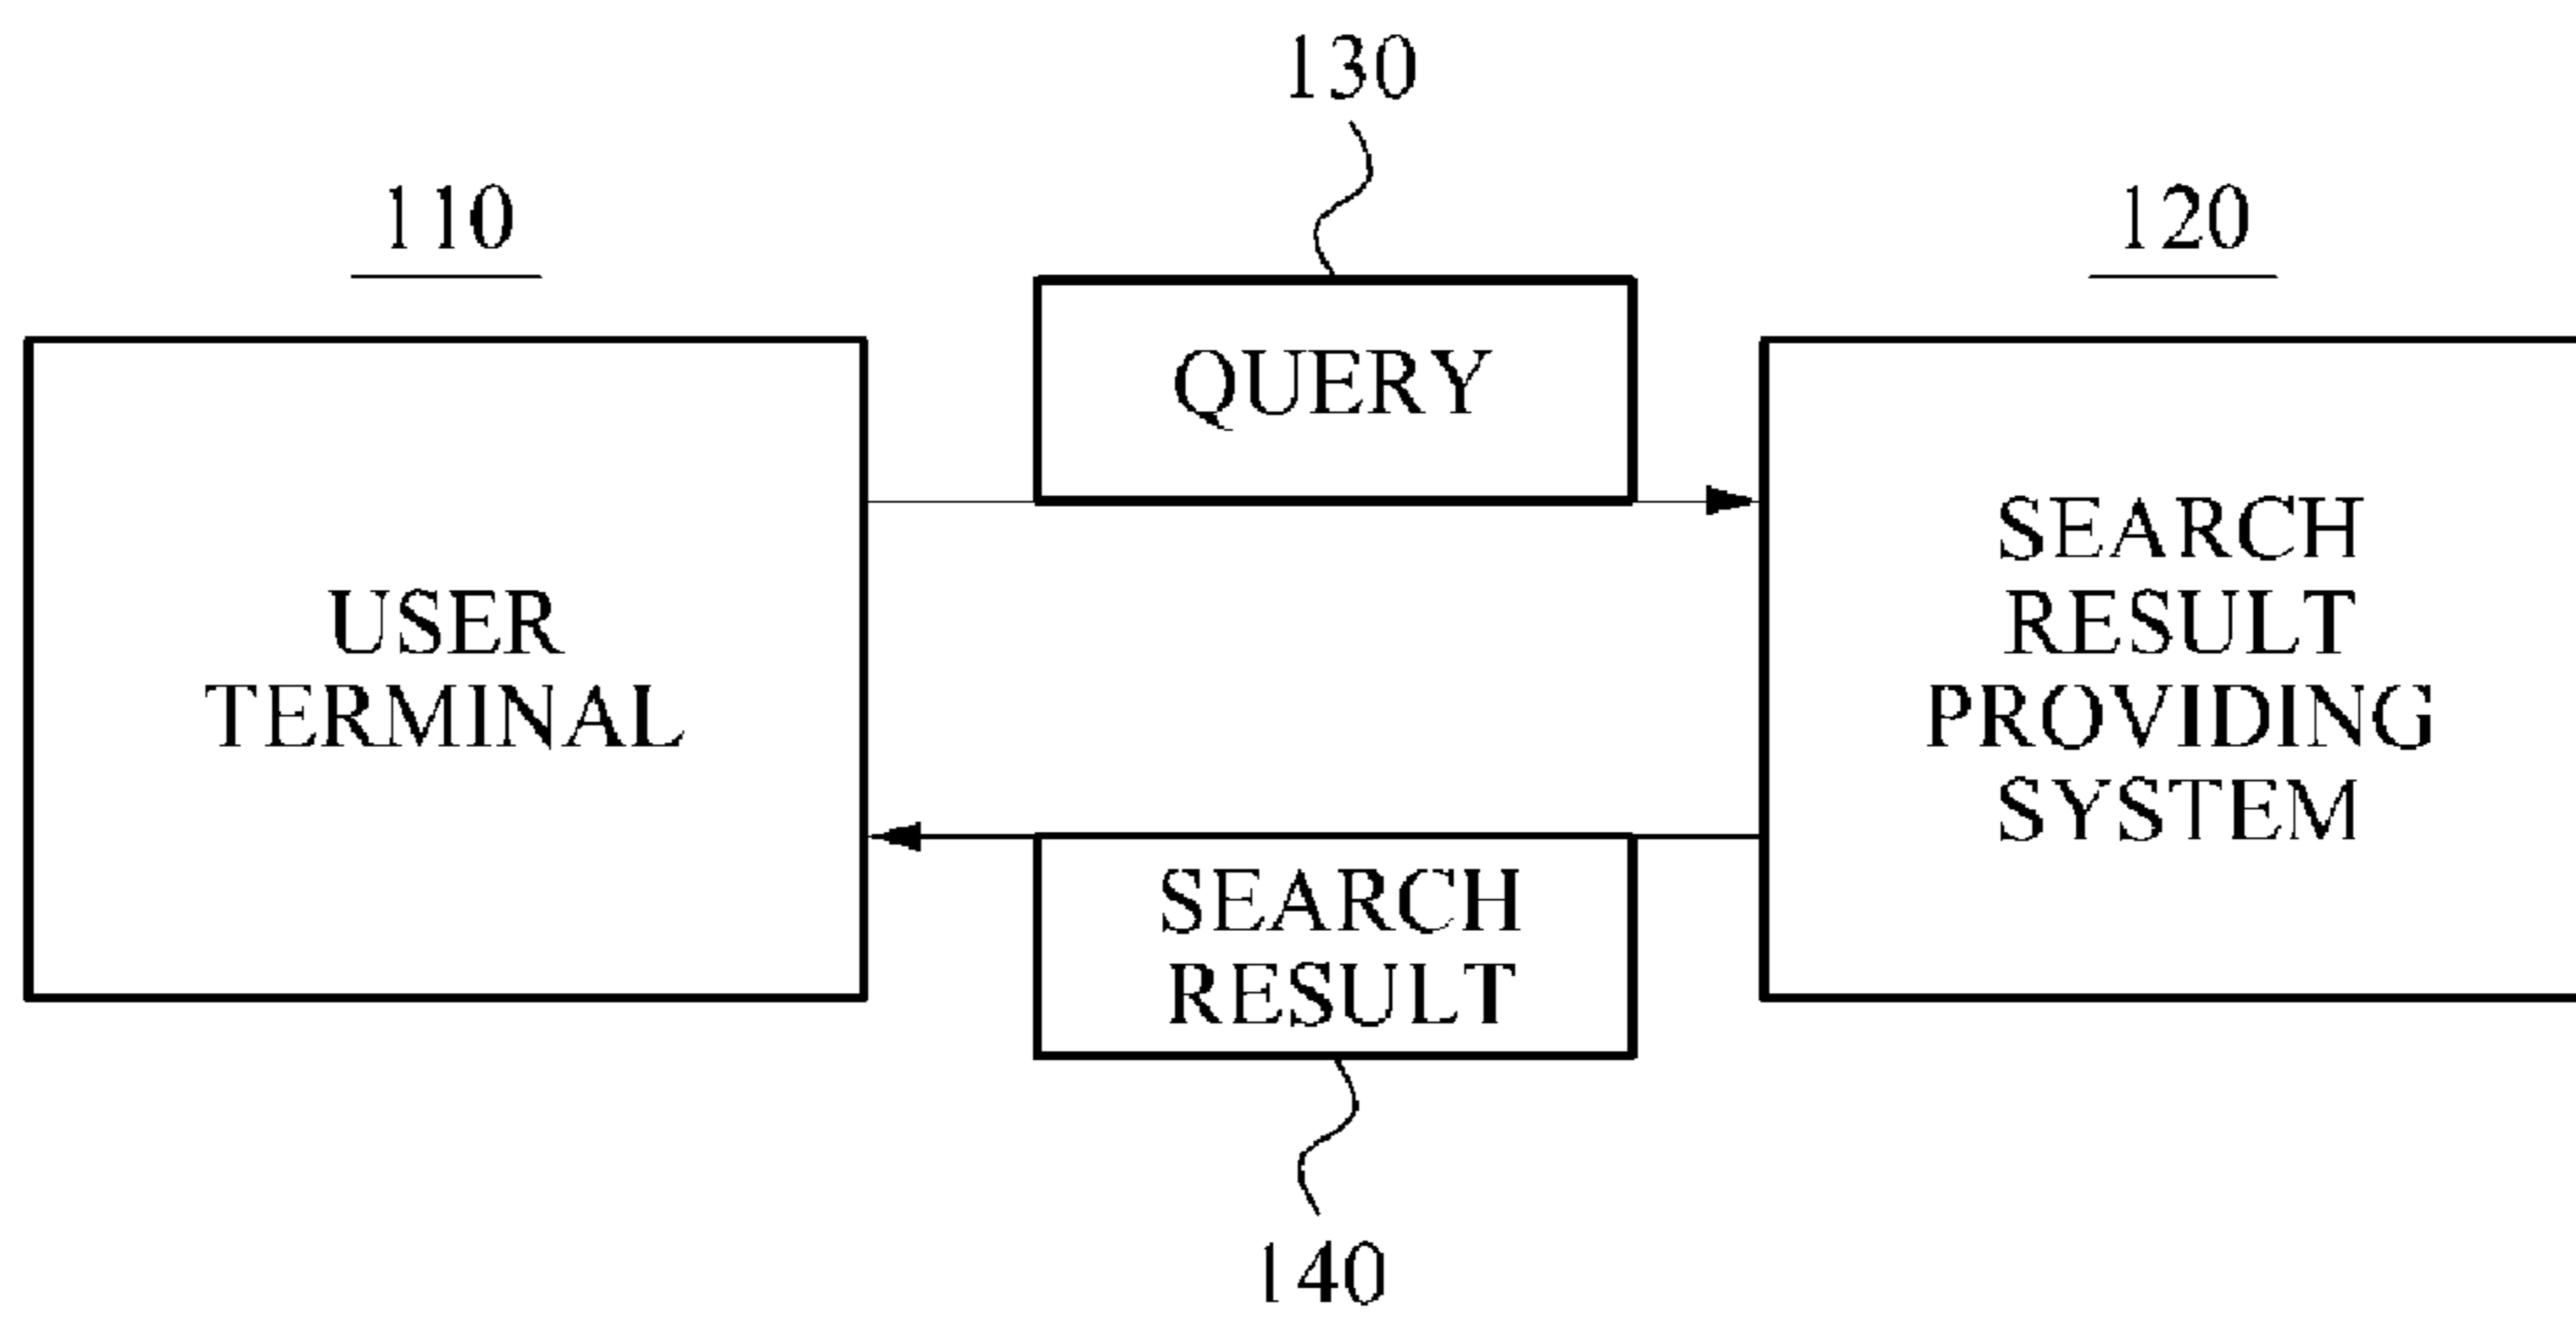 130
110
120
QUERY
USER
TERMINAL
SEARCH
RESULT
PROVIDING
SYSTEM
SEARCH
RESULT
140